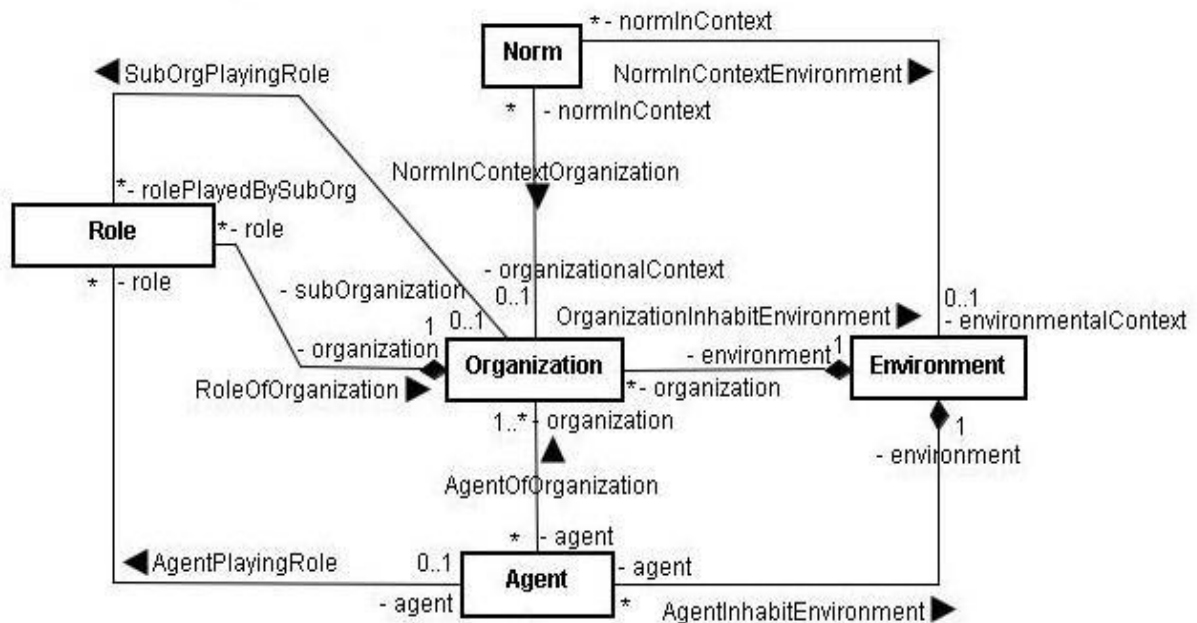 *- normInContext
Norm
SubOrgPlayingRole
NormInContextEnvironment
* - normInContext
NormInContextOrganization
*- rolePlayedBySubOrg
Role
*- role
* - role
- organizationalContext
- subOrganization
0..1
0..1
1 0..1
OrganizationInhabitEnvironment
- environmentalContext
- organization
- environment 1
Organization
Environment
RoleOfOrganization
*- organization
1..*- organization
1
- environment
AgentOfOrganization
* - agent
AgentPlayingRole
0..1
Agent
- agent
- agent
*
AgentInhabitEnvironment